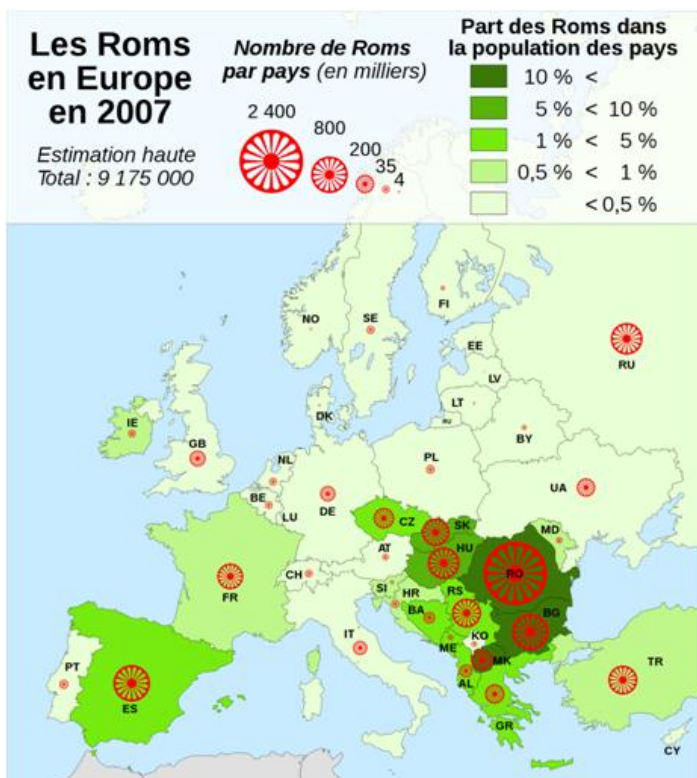 Les Roms
en Europe
en 2007
Estimation haute
Total : 9 175 000
Nombre de Roms
par pays (en milliers)
2 400
800
200
35
4
Part des Roms dans
la population des pays
10 % <
5 % < 10 %
1 % < 5 %
0,5 % < 1 %
< 0,5 %
FI
NO
SE
EE
RU
LV
LT
DK
RU
IE
BY
GB
NL
PL
BE
DE
UA
LU
CZ
SK
MD
AT
HU
CH
RO
FR
SI
HR
RS
BA
BG
IT
KO
ME
MK
PT
TR
AL
ES
GR
CY